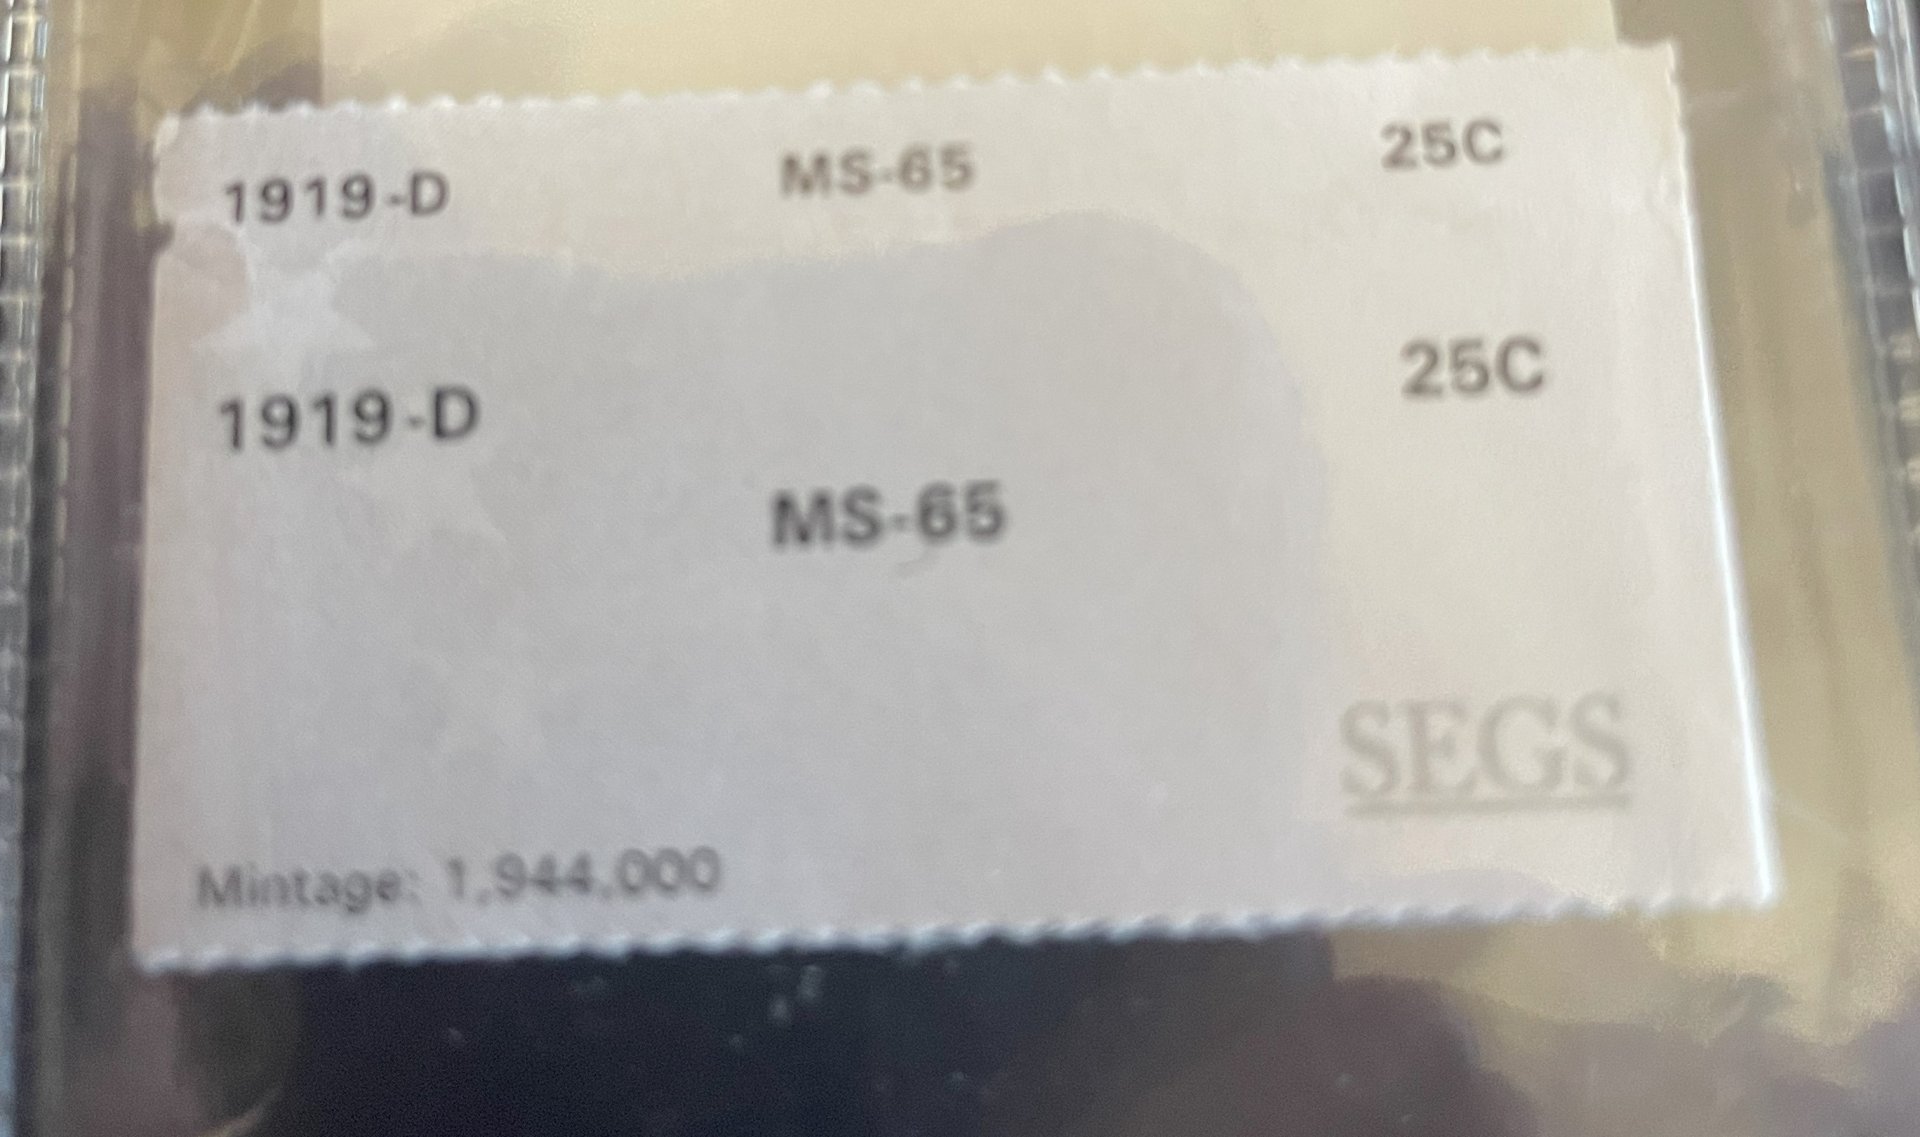 1919-D MS-65 25C
1919-D 25C
MS-65
SEGS
Mintage: 1,944,000